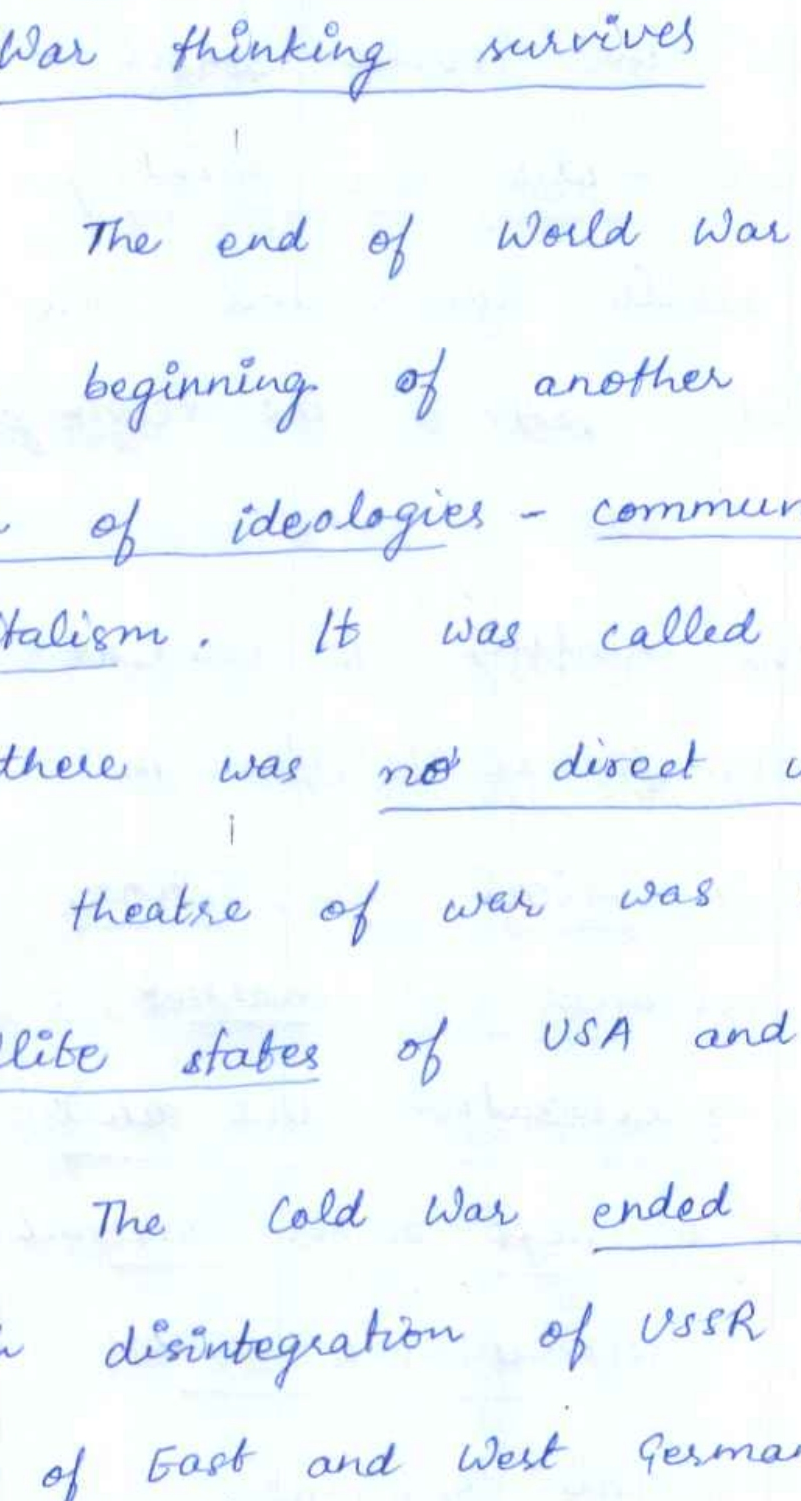 War thinking survives
The end of World War
beginning of another
of ideologies - commun
talism. It was called
there was no direct
theatre of war was
llite states of USA and
The Cold War ended
disintegration of USSR
of East and West German